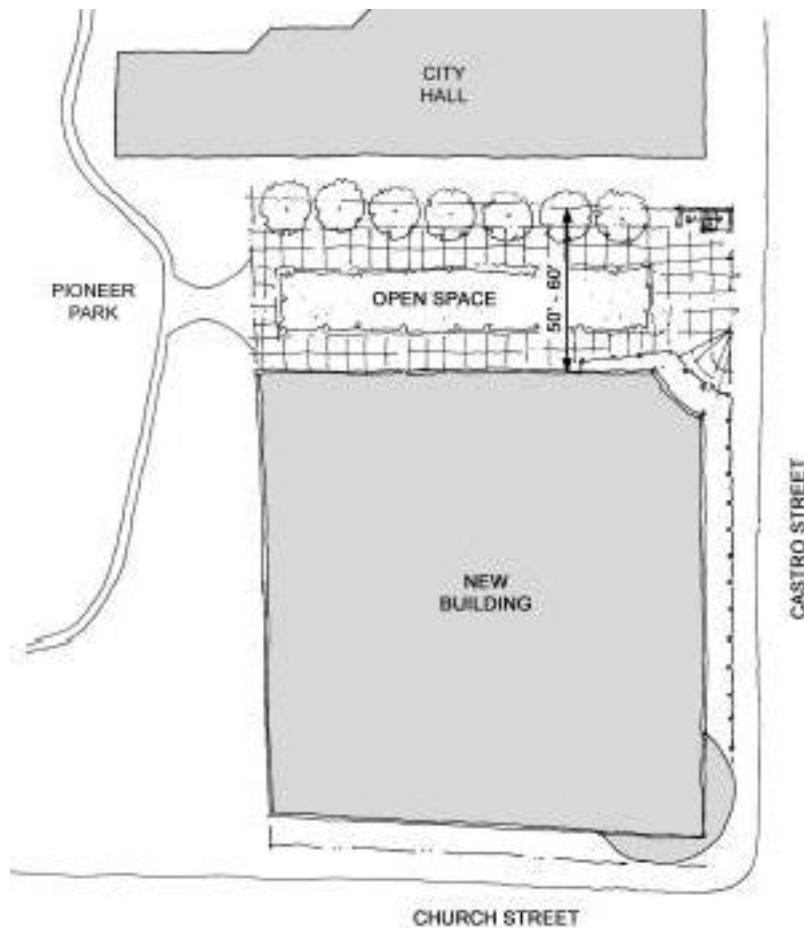 CITY
HALL
PIONEER
PARK
OPEN SPACE
50' - 60'
NEW
BUILDING
CASTRO STREET
CHURCH STREET